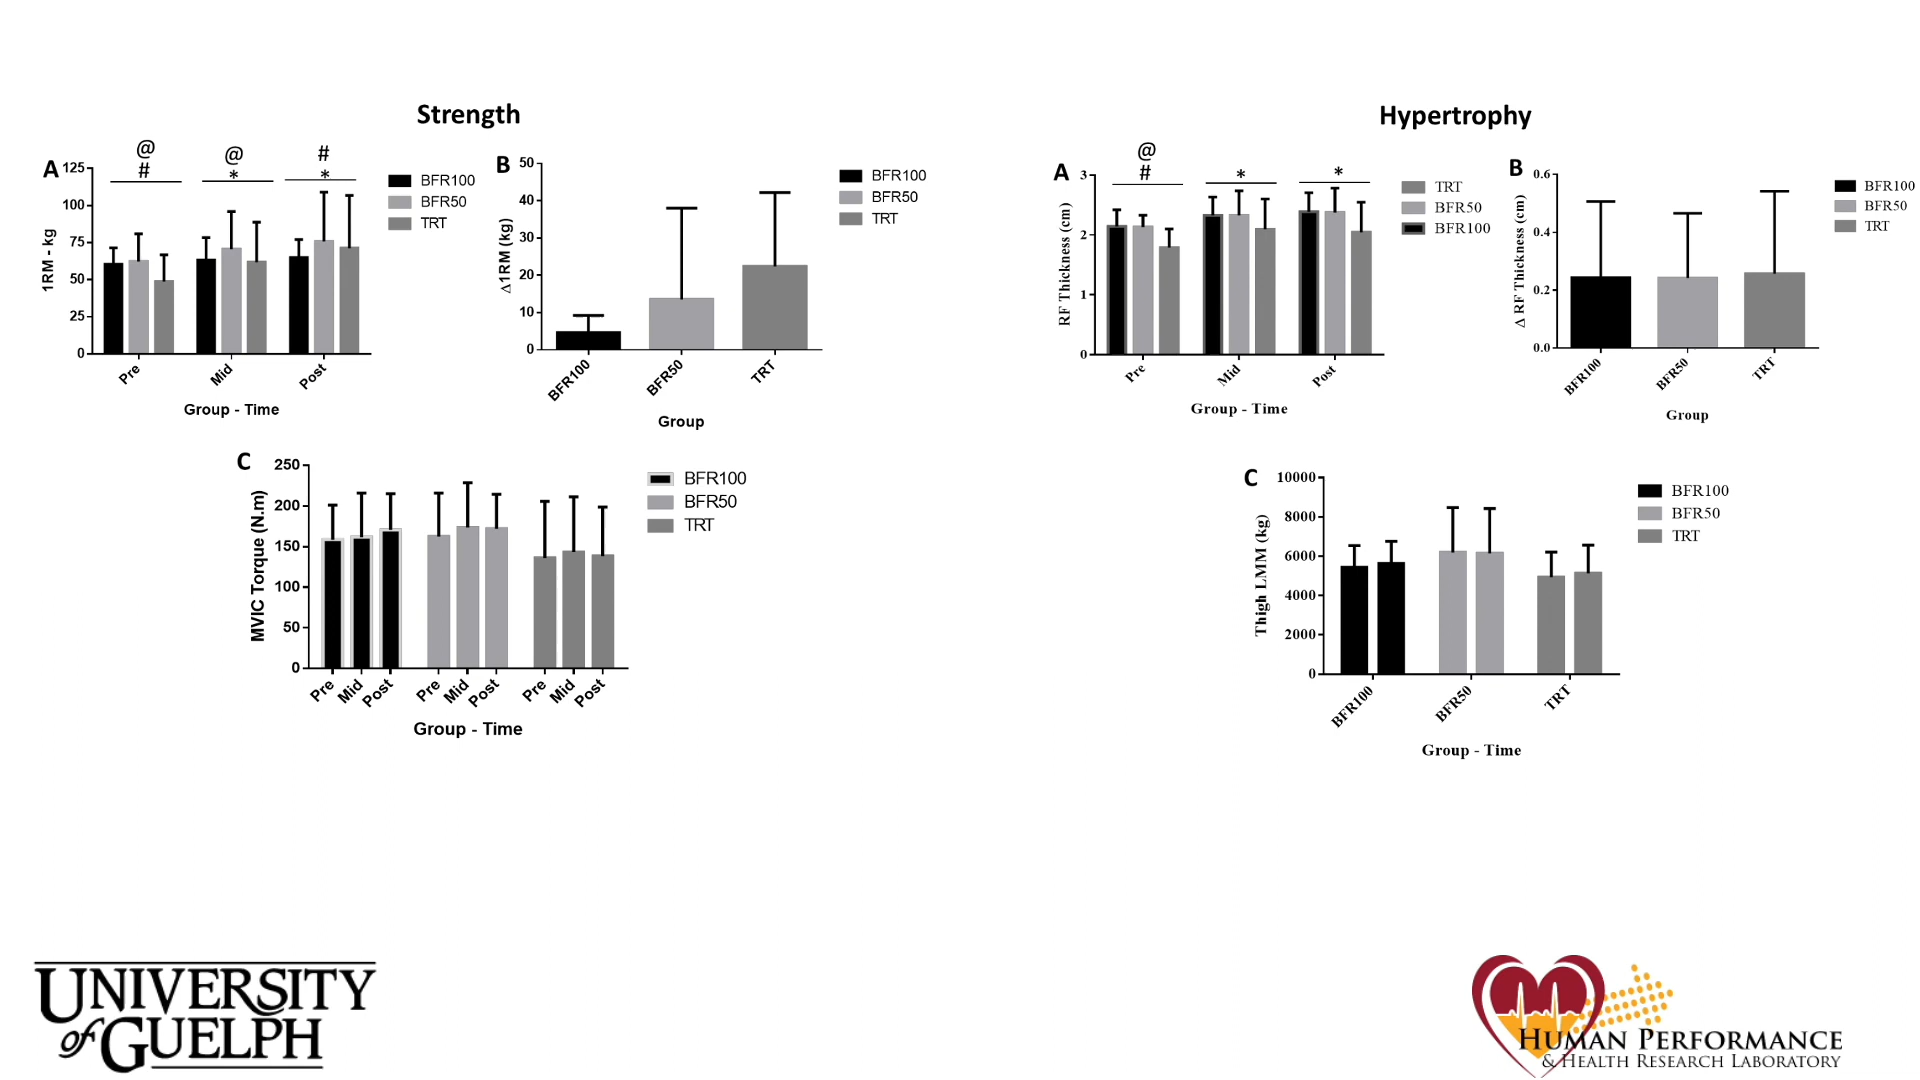 Strength
A
@
#
@
*
#
*
1RM - kg
125
100
75
50
25
0
Pre
Mid
Post
Group - Time
BFR100
BFR50
TRT
B
Δ1RM (kg)
50
40
30
20
10
0
BFR100
BFR50
TRT
Group
BFR100
BFR50
TRT
C
MVIC Torque (N.m)
250
200
150
100
50
0
Pre
Mid
Post
Pre
Mid
Post
Pre
Mid
Post
Group - Time
BFR100
BFR50
TRT
Hypertrophy
A
@
#
*
*
RF Thickness (cm)
3
2
1
0
Pre
Mid
Post
Group - Time
TRT
BFR50
BFR100
B
Δ RF Thickness (cm)
0.6
0.4
0.2
0.0
BFR100
BFR50
TRT
Group
BFR100
BFR50
TRT
C
Thigh LMM (kg)
10000
8000
6000
4000
2000
0
BFR100
BFR50
TRT
Group - Time
BFR100
BFR50
TRT
UNIVERSITY
of GUELPH
HUMAN PERFORMANCE
& HEALTH RESEARCH LABORATORY